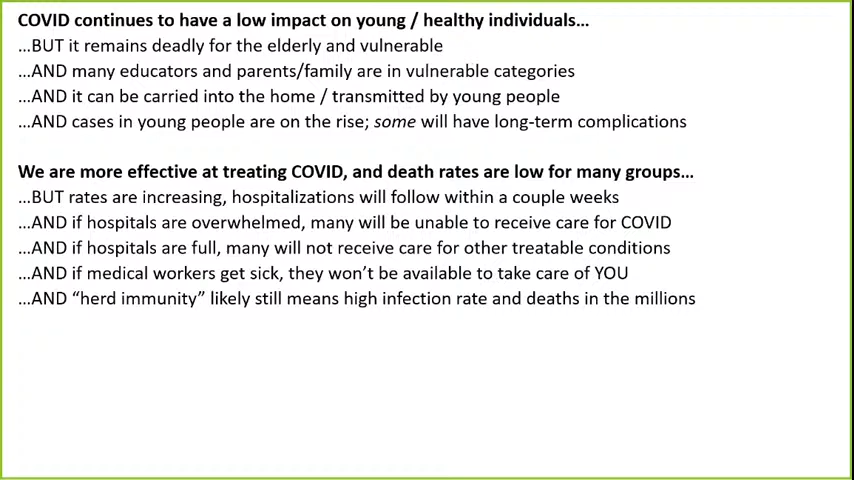 COVID continues to have a low impact on young / healthy individuals…
…BUT it remains deadly for the elderly and vulnerable
…AND many educators and parents/family are in vulnerable categories
…AND it can be carried into the home / transmitted by young people
…AND cases in young people are on the rise; some will have long-term complications
We are more effective at treating COVID, and death rates are low for many groups…
…BUT rates are increasing, hospitalizations will follow within a couple weeks
…AND if hospitals are overwhelmed, many will be unable to receive care for COVID
…AND if hospitals are full, many will not receive care for other treatable conditions
…AND if medical workers get sick, they won’t be available to take care of YOU
…AND “herd immunity” likely still means high infection rate and deaths in the millions